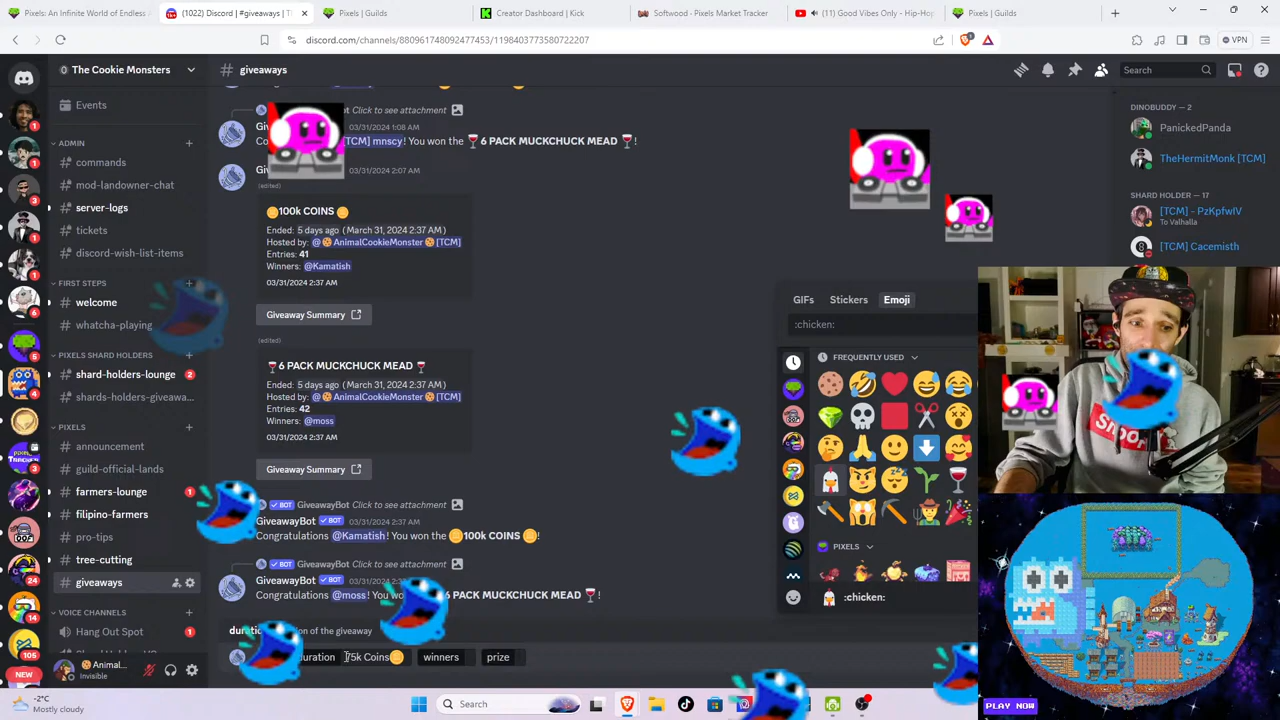 Pixels - An Infinite World of Endless
(1022) Discord | #giveaways | T
Pixels | Guilds
Creator Dashboard | Kick
Softwood - Pixels Market Tracker
(11) Good Vibes Only - Hip-Hop
Pixels | Guilds
discord.com/channels/880961748092477453/1198403773580722207
VPN
The Cookie Monsters
giveaways
Search
Events
ADMIN
commands
mod-landowner-chat
server-logs
tickets
discord-wish-list-items
FIRST STEPS
welcome
whatcha-playing
PIXELS SHARD HOLDERS
shard-holders-lounge 2
shards-holders-giveawa...
PIXELS
announcement
guild-official-lands
farmers-lounge 1
filipino-farmers
pro-tips
tree-cutting
giveaways
VOICE CHANNELS
Hang Out Spot 1
Animal...
Invisible
NEW
Click to see attachment
03/31/2024 1:08 AM
[TCM] mnscy! You won the 🍷6 PACK MUCKCHUCK MEAD 🍷!
03/31/2024 2:07 AM
(edited)
🪙100k COINS 🪙
Ended: 5 days ago (March 31, 2024 2:37 AM)
Hosted by: @🍪AnimalCookieMonster🍪[TCM]
Entries: 41
Winners: @Kamatish
03/31/2024 2:37 AM
Giveaway Summary
(edited)
🍷6 PACK MUCKCHUCK MEAD 🍷
Ended: 5 days ago (March 31, 2024 2:37 AM)
Hosted by: @🍪AnimalCookieMonster🍪[TCM]
Entries: 42
Winners: @moss
03/31/2024 2:37 AM
Giveaway Summary
✓ BOT GiveawayBot Click to see attachment
GiveawayBot ✓ BOT 03/31/2024 2:37 AM
Congratulations @Kamatish! You won the 🪙100k COINS 🪙!
✓ BOT GiveawayBot Click to see attachment
GiveawayBot ✓ BOT
Congratulations @moss! You 6 PACK MUCKCHUCK MEAD 🍷!
of the giveaway
duration 75k Coins🪙 winners prize
GIFs Stickers Emoji
:chicken:
FREQUENTLY USED
PIXELS
:chicken:
DINOBUDDY — 2
PanickedPanda
TheHermitMonk [TCM]
SHARD HOLDER — 17
[TCM] - PzKpfwIV
To Valhalla
[TCM] Cacemisth
PLAY NOW
-2°C
Mostly cloudy
Search